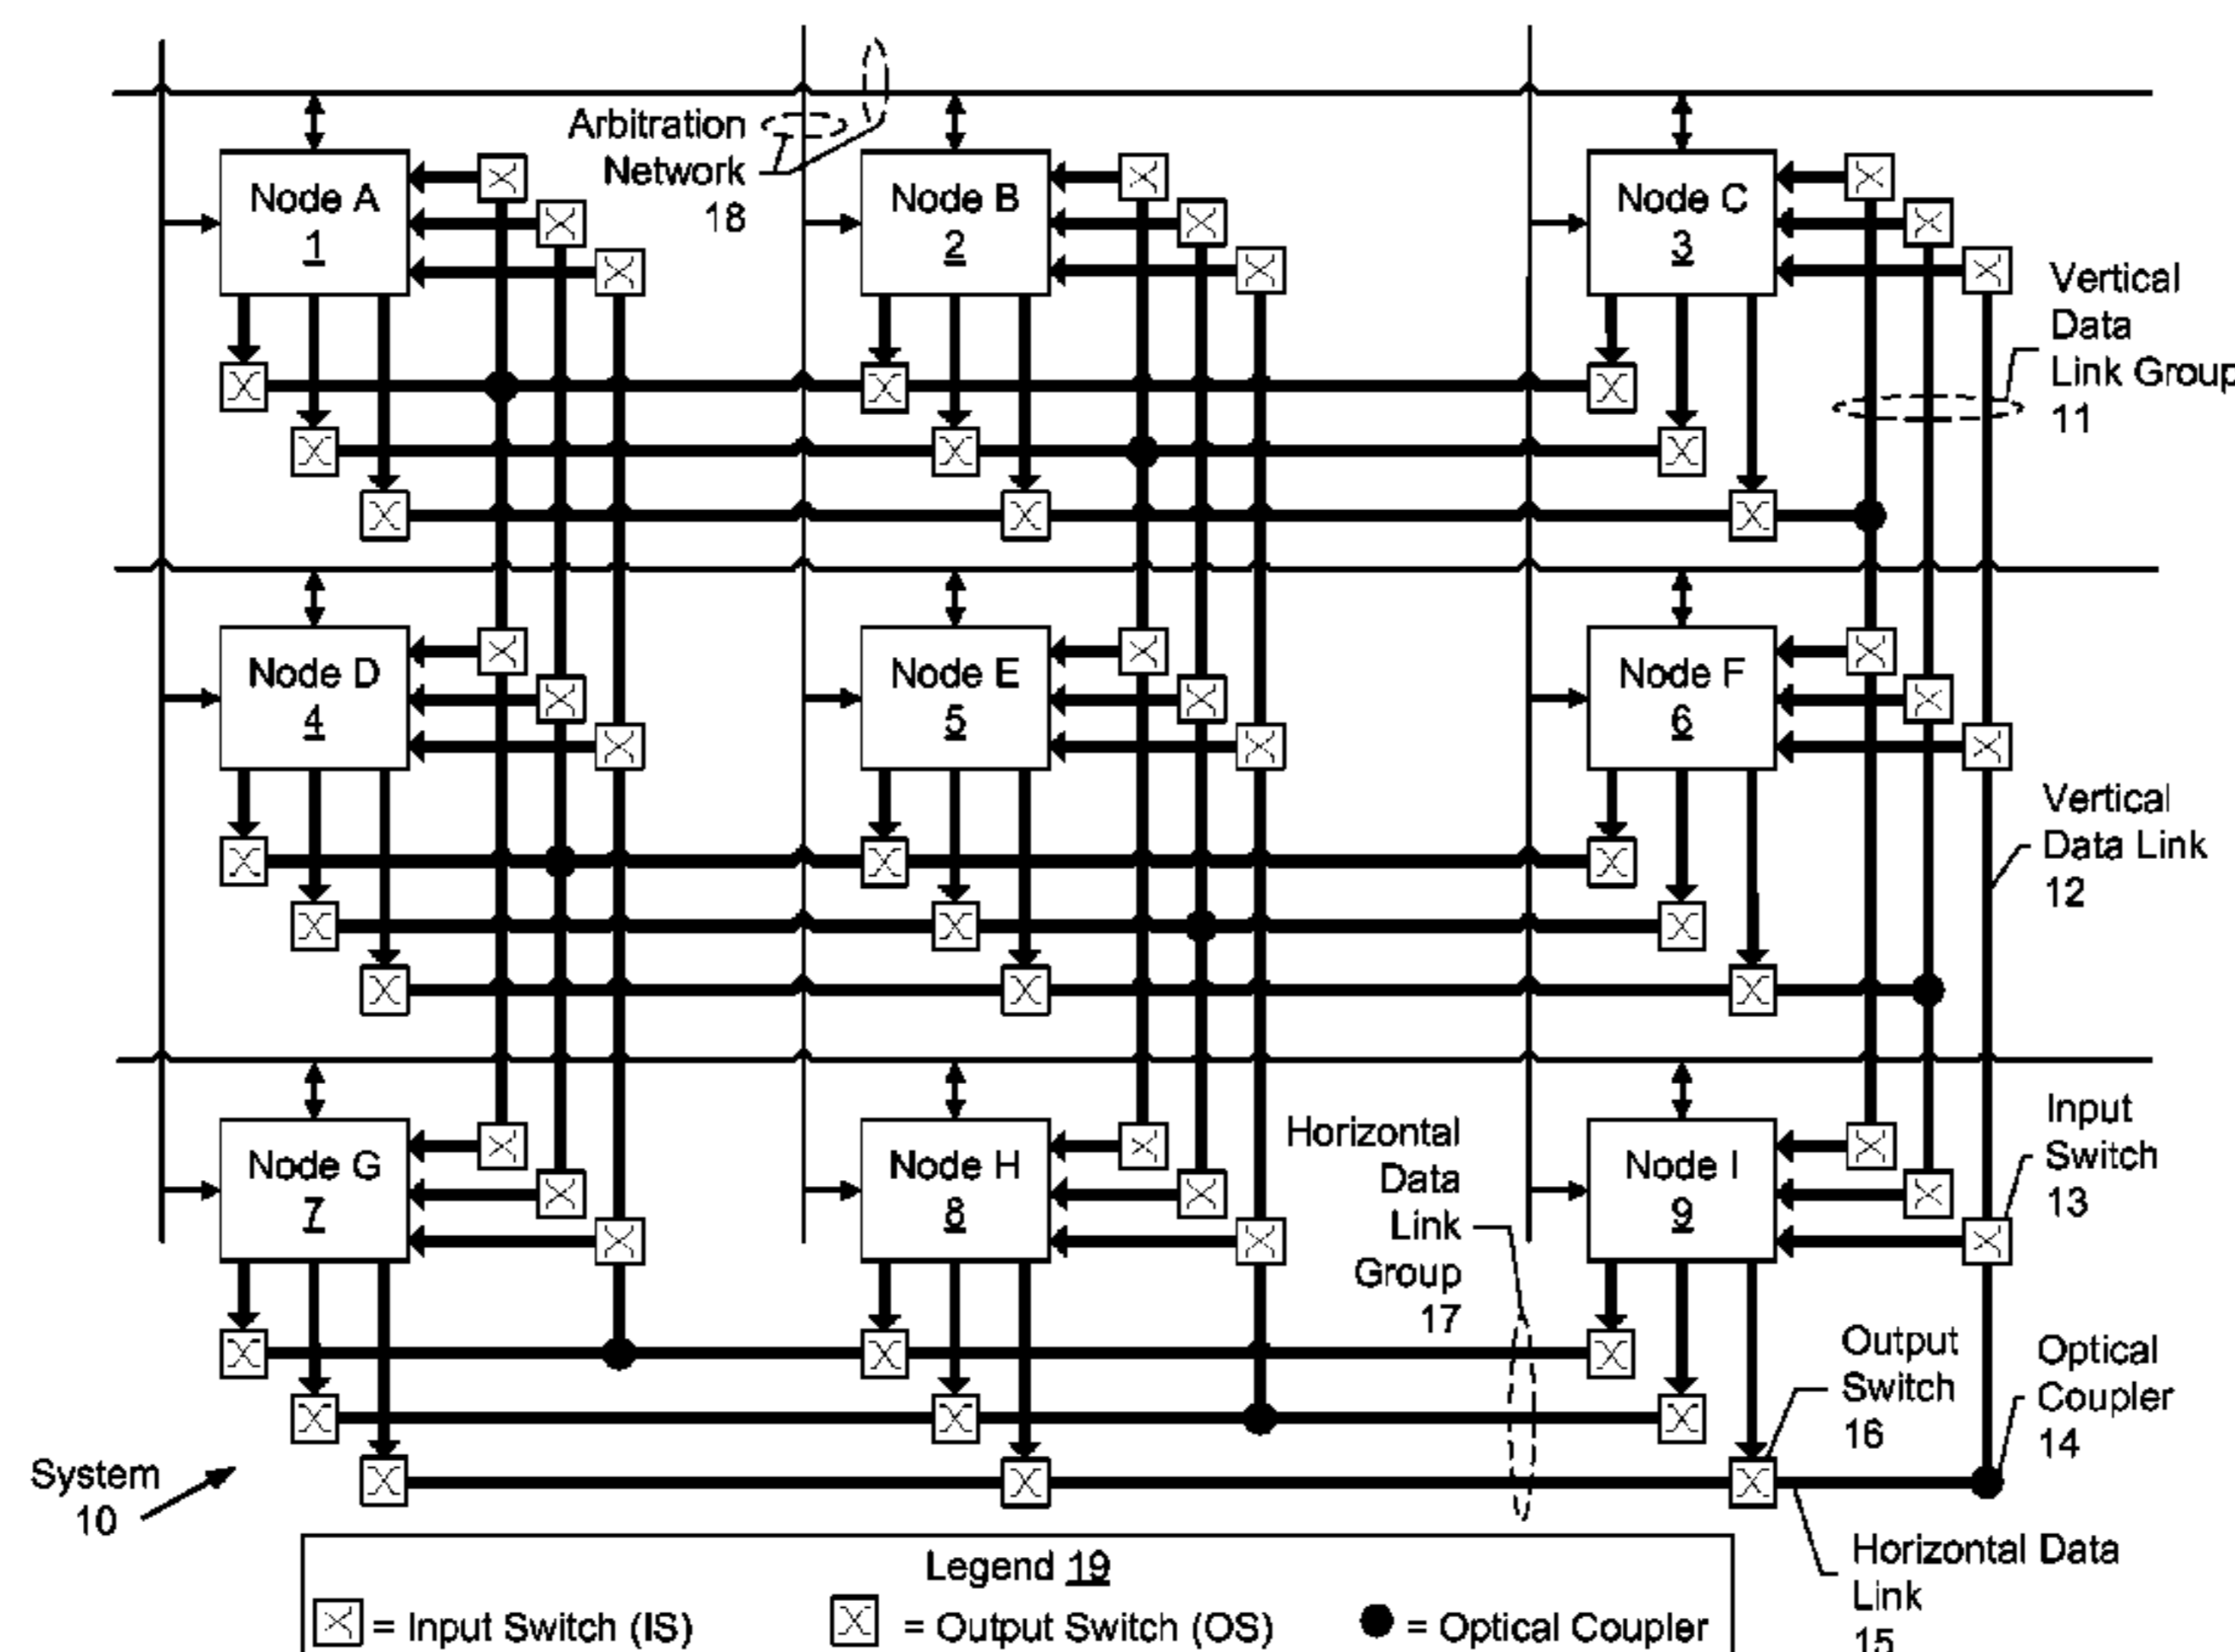 Arbitration
Network
18
Node A
1
Node B
2
Node C
3
Vertical
Data
Link Group
11
Node D
4
Node E
5
Node F
6
Vertical
Data Link
12
Node G
7
Node H
8
Node I
9
Input
Switch
13
Horizontal
Data
Link
Group
17
Output
Switch
16
Optical
Coupler
14
System
10
Horizontal Data
Link
15
Legend 19
= Input Switch (IS)
= Output Switch (OS)
= Optical Coupler